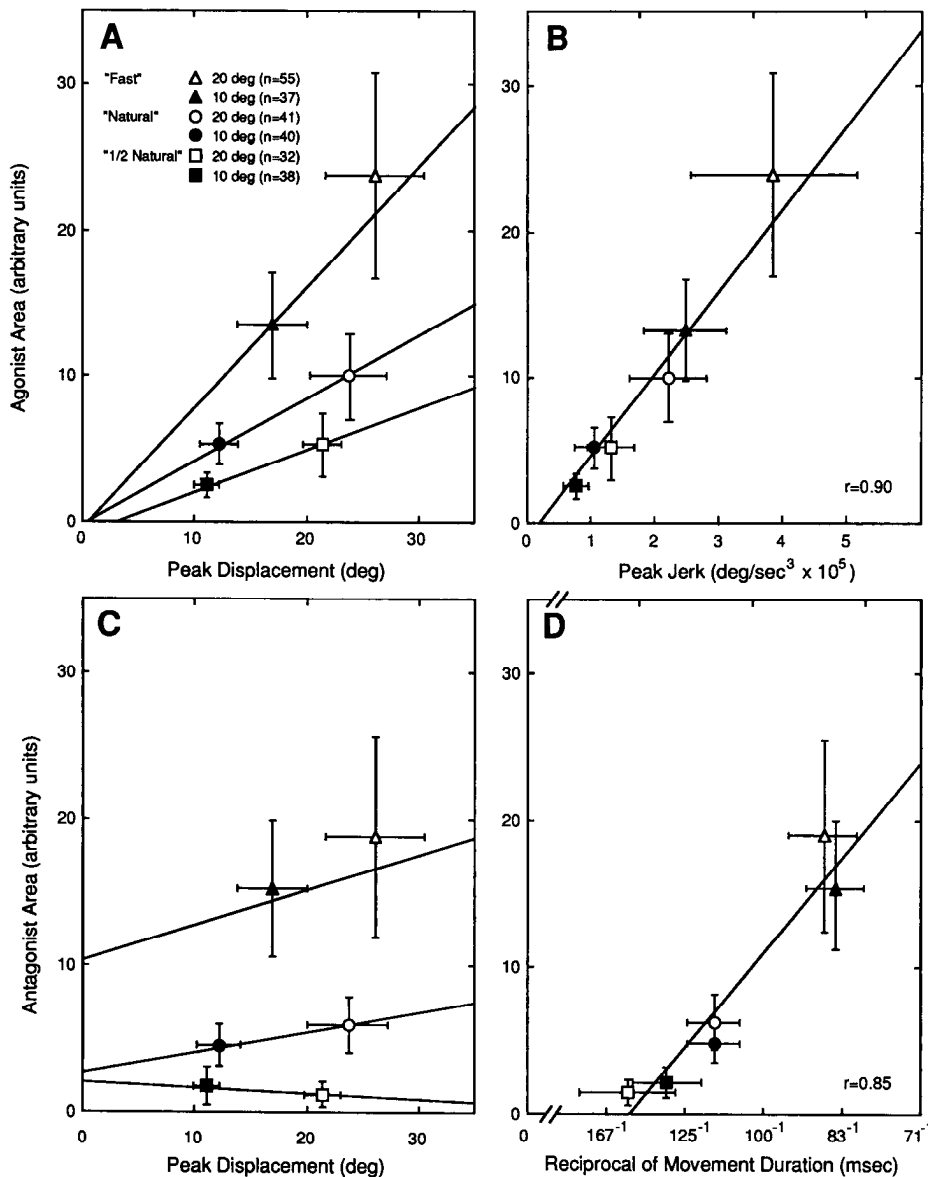 A
"Fast" 20 deg (n=55)
10 deg (n=37)
"Natural" 20 deg (n=41)
10 deg (n=40)
"1/2 Natural" 20 deg (n=32)
10 deg (n=38)
30
20
10
0
0 10 20 30
Agonist Area (arbitrary units)
Peak Displacement (deg)
B
30
20
10
0
0 1 2 3 4 5
r=0.90
Peak Jerk (deg/sec³ x 10⁵)
C
30
20
10
0
0 10 20 30
Antagonist Area (arbitrary units)
Peak Displacement (deg)
D
30
20
10
0
0 167⁻¹ 125⁻¹ 100⁻¹ 83⁻¹ 71⁻¹
r=0.85
Reciprocal of Movement Duration (msec)